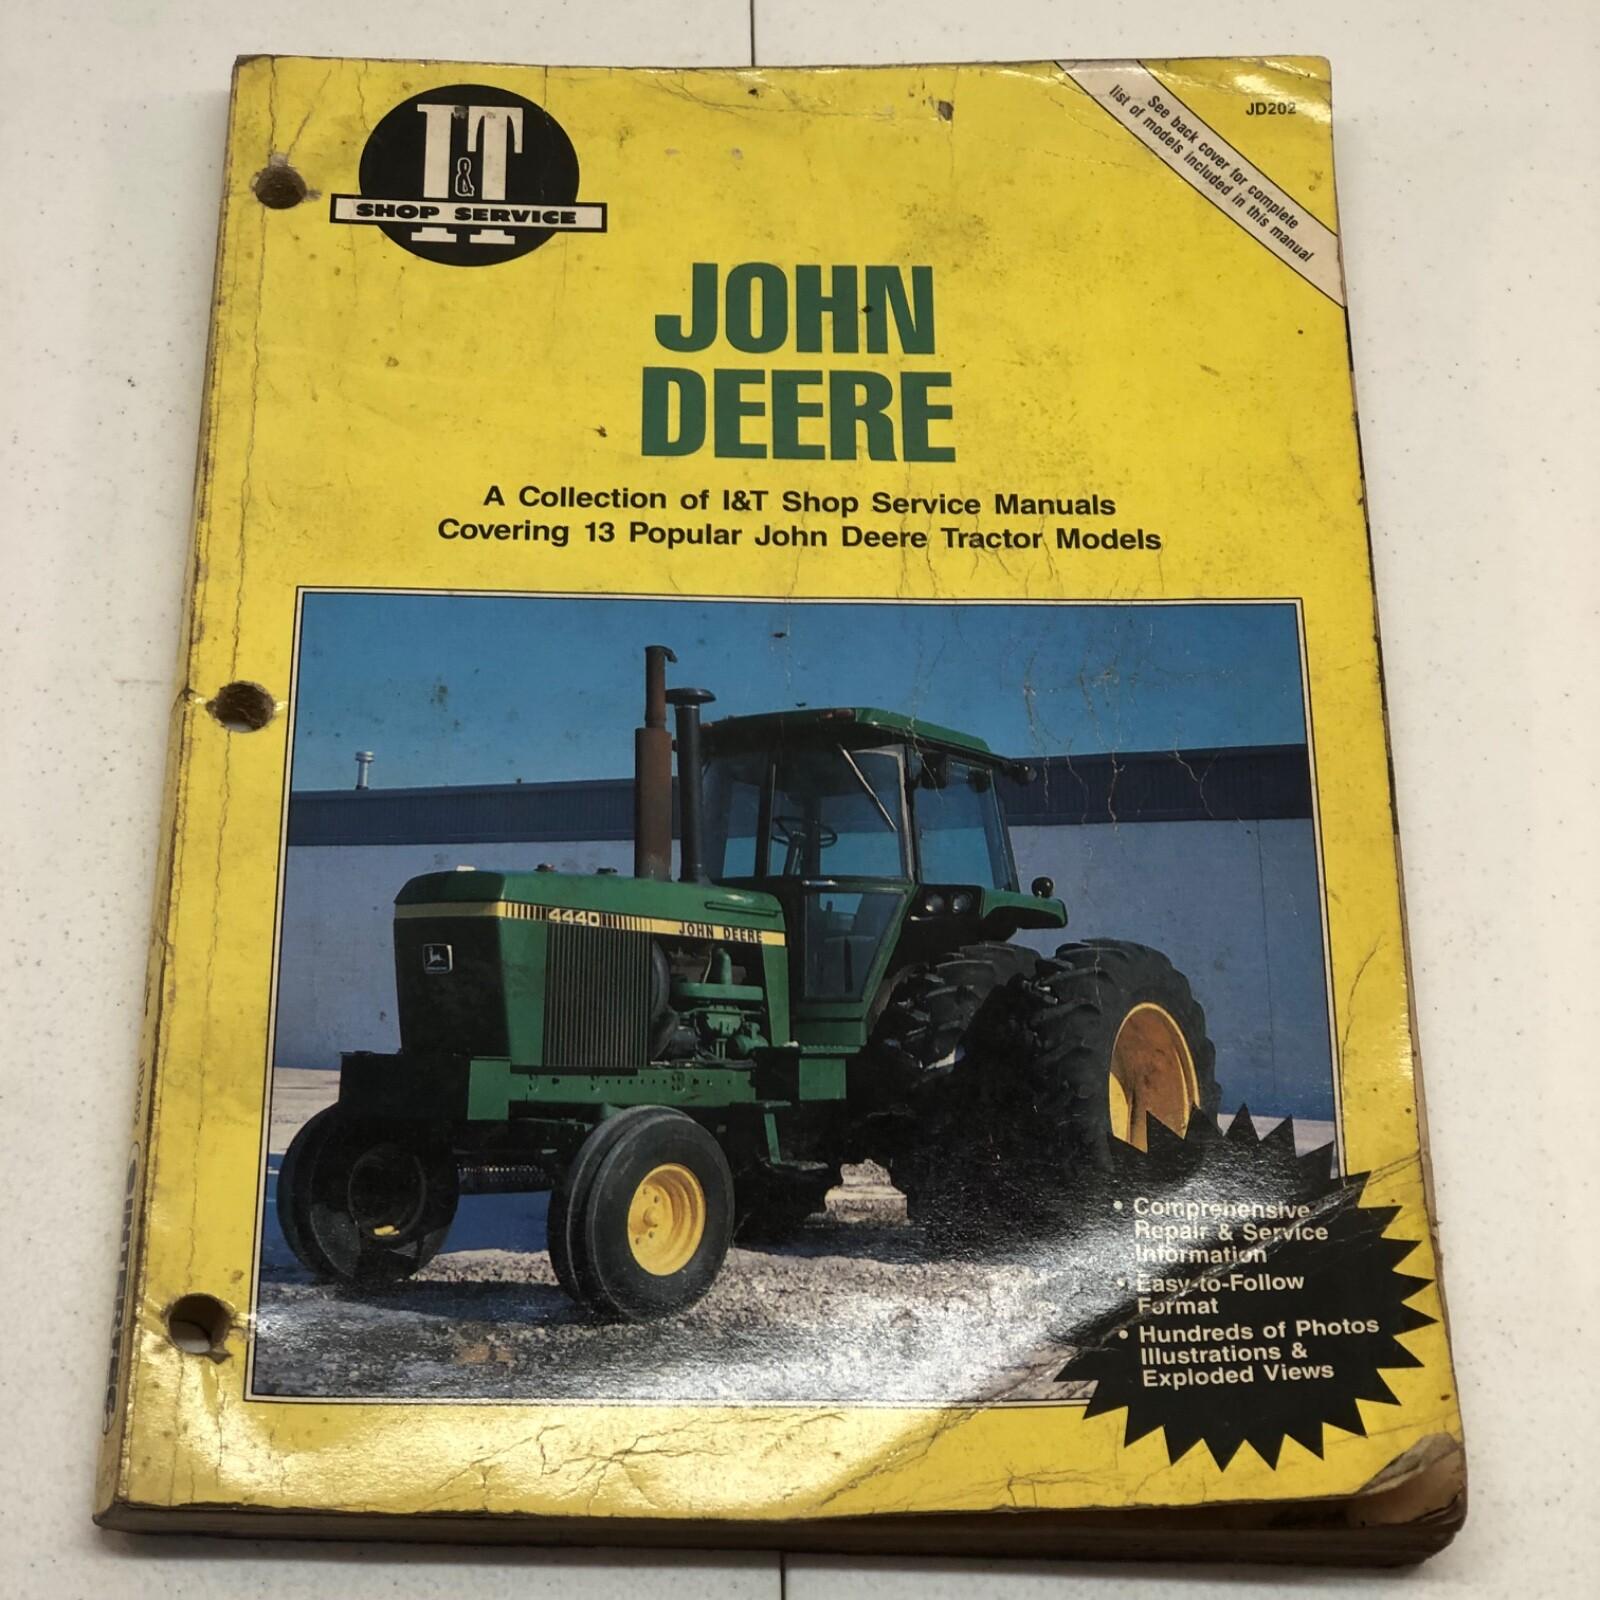 I&T
SHOP SERVICE
See back cover for complete
list of models included in this manual
JD202
JOHN
DEERE
A Collection of I&T Shop Service Manuals
Covering 13 Popular John Deere Tractor Models
4440
JOHN DEERE
• Comprehensive
Repair & Service
Information
• Easy-to-Follow
Format
• Hundreds of Photos
Illustrations &
Exploded Views